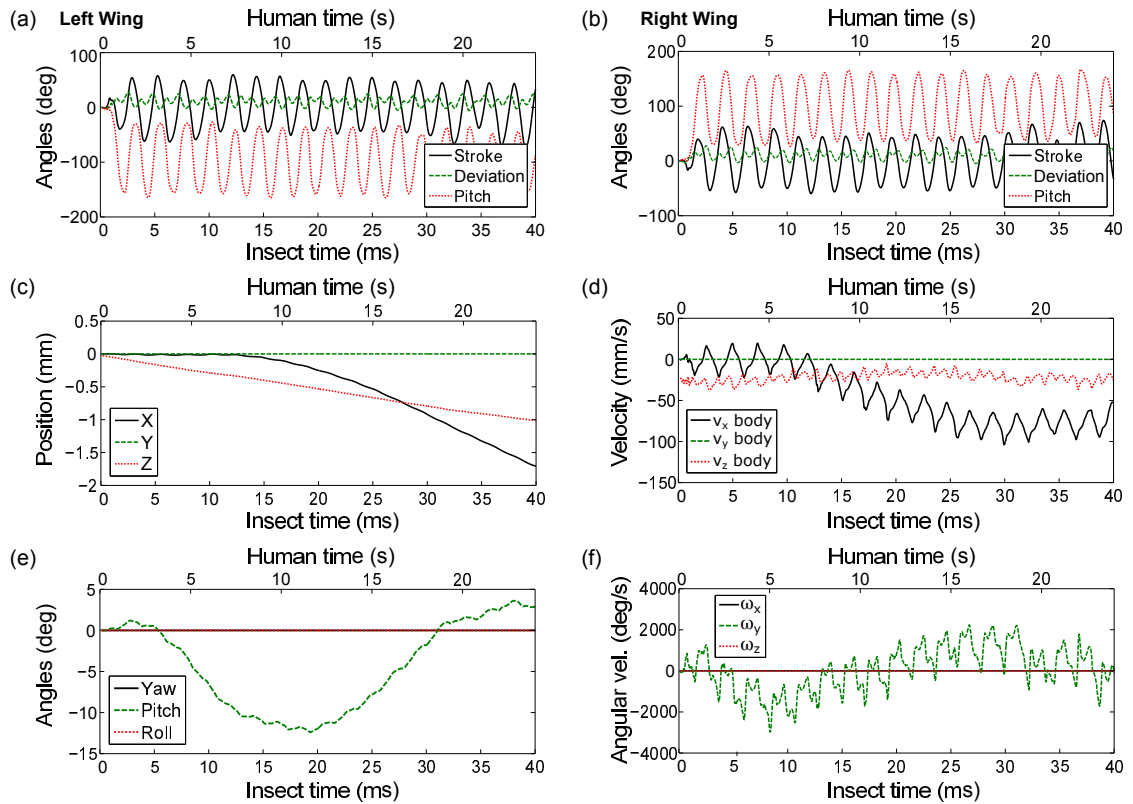 (a) Left Wing Human time (s)
0 5 10 15 20
100
0
−100
−200
Angles (deg)
Stroke
Deviation
Pitch
0 5 10 15 20 25 30 35 40
Insect time (ms)
(b) Right Wing Human time (s)
0 5 10 15 20
200
100
0
−100
Angles (deg)
Stroke
Deviation
Pitch
0 5 10 15 20 25 30 35 40
Insect time (ms)
(c) Human time (s)
0 5 10 15 20
0.5
0
−0.5
−1
−1.5
−2
Position (mm)
X
Y
Z
0 5 10 15 20 25 30 35 40
Insect time (ms)
(d) Human time (s)
0 5 10 15 20
50
0
−50
−100
−150
Velocity (mm/s)
vx body
vy body
vz body
0 5 10 15 20 25 30 35 40
Insect time (ms)
(e) Human time (s)
0 5 10 15 20
5
0
−5
−10
−15
Angles (deg)
Yaw
Pitch
Roll
0 5 10 15 20 25 30 35 40
Insect time (ms)
(f) Human time (s)
0 5 10 15 20
4000
2000
0
−2000
−4000
Angular vel. (deg/s)
ωx
ωy
ωz
0 5 10 15 20 25 30 35 40
Insect time (ms)